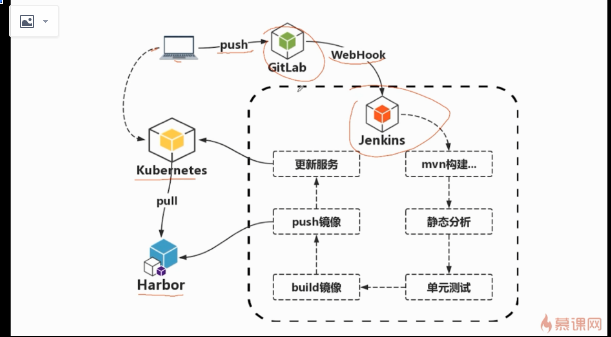 push
GitLab
WebHook
Jenkins
Kubernetes
更新服务
mvn构建...
pull
push镜像
静态分析
Harbor
build镜像
单元测试
慕课网